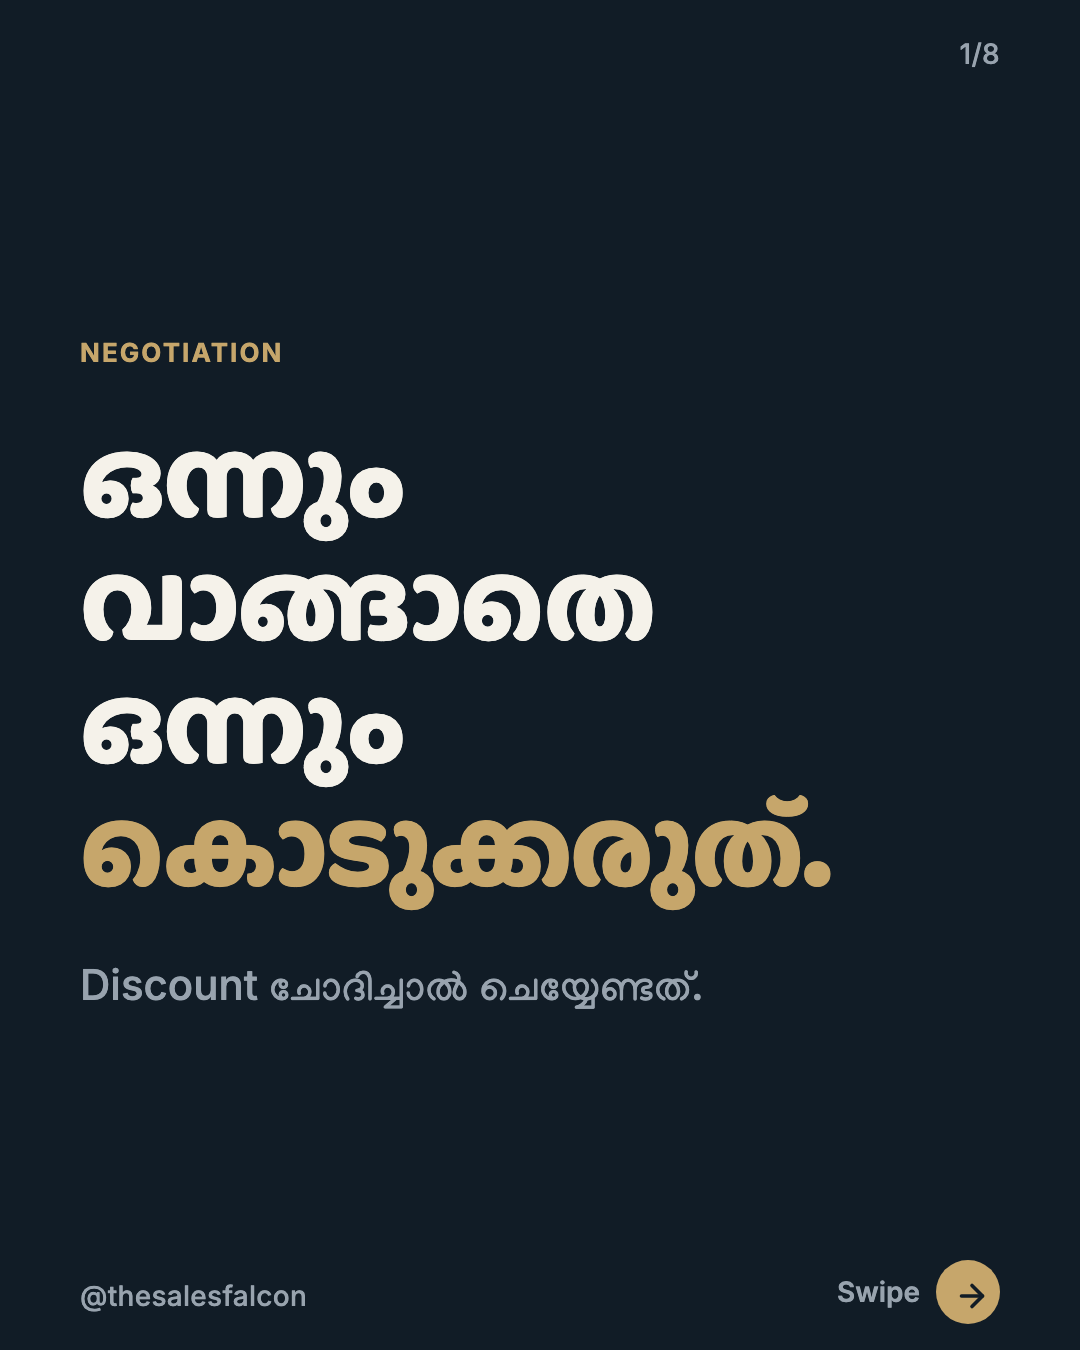 1/8
NEGOTIATION
ഒന്നും
വാങ്ങാതെ
ഒന്നും
കൊടുക്കരുത്.
Discount ചോദിച്ചാൽ ചെയ്യേണ്ടത്.
@thesalesfalcon
Swipe